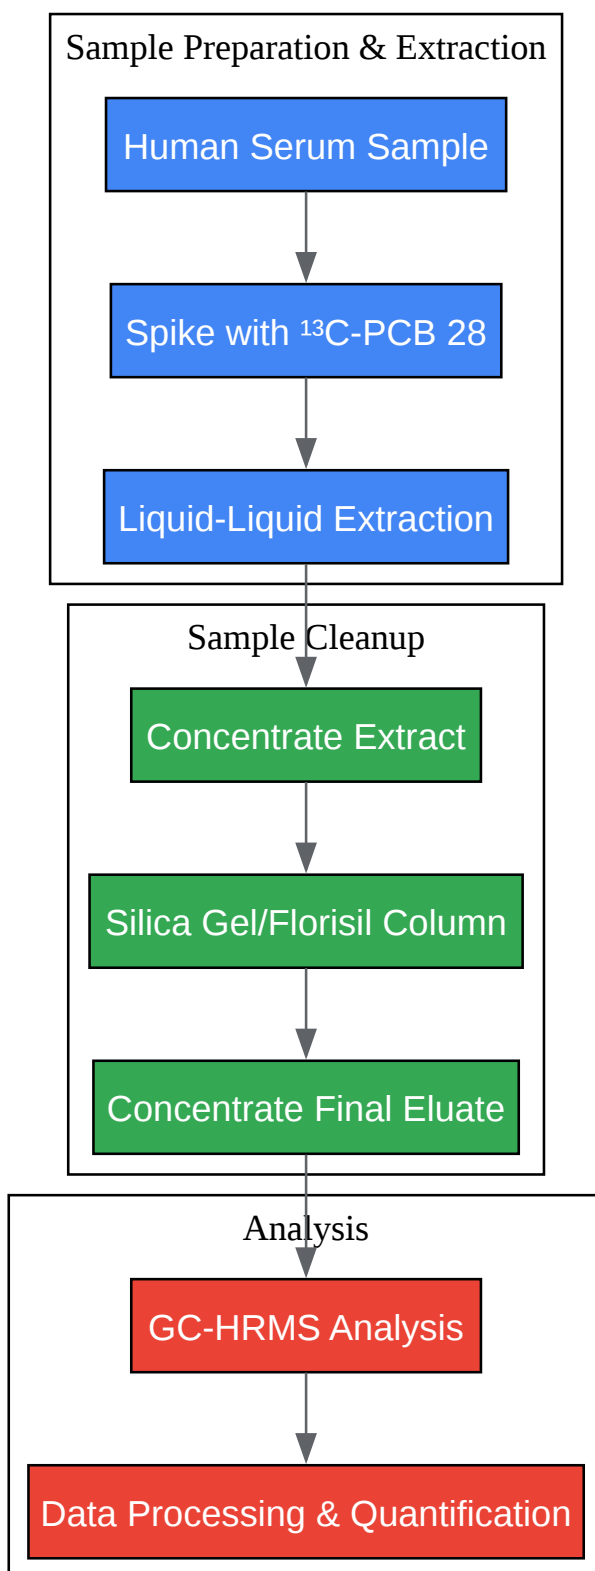 Sample Preparation & Extraction
Human Serum Sample
Spike with ¹³C-PCB 28
Liquid-Liquid Extraction
Sample Cleanup
Concentrate Extract
Silica Gel/Florisil Column
Concentrate Final Eluate
Analysis
GC-HRMS Analysis
Data Processing & Quantification